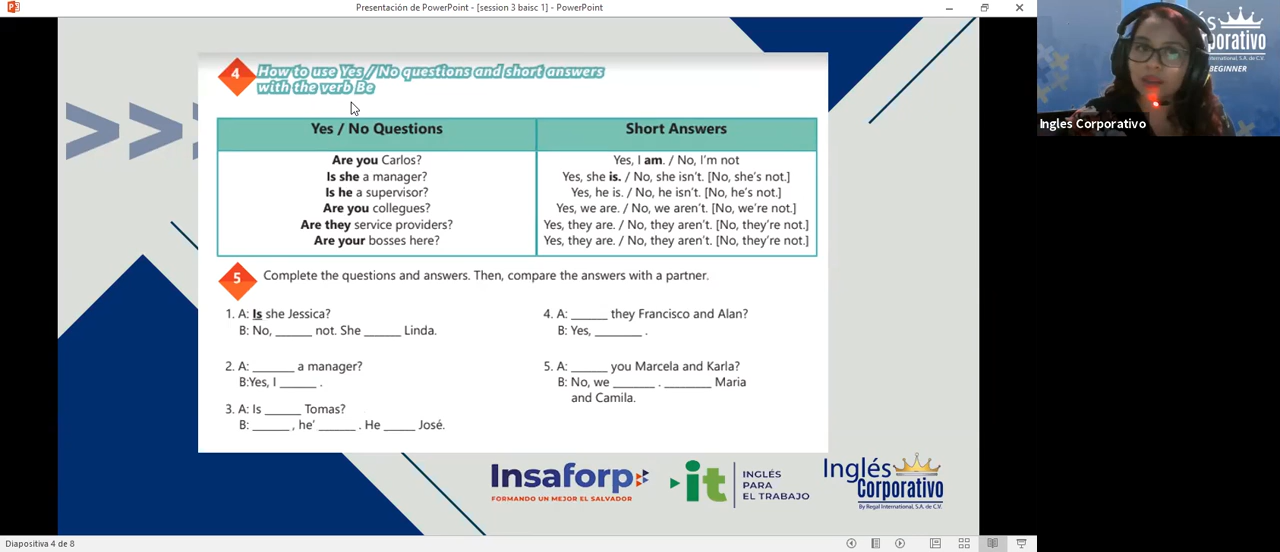 Presentación de PowerPoint - [session 3 baisc 1] - PowerPoint
4
How to use Yes / No questions and short answers
with the verb Be
Yes / No Questions
Short Answers
Are you Carlos?
Yes, I am. / No, I'm not
Is she a manager?
Yes, she is. / No, she isn't. [No, she's not.]
Is he a supervisor?
Yes, he is. / No, he isn't. [No, he's not.]
Are you collegues?
Yes, we are. / No, we aren't. [No, we're not.]
Are they service providers?
Yes, they are. / No, they aren't. [No, they're not.]
Are your bosses here?
Yes, they are. / No, they aren't. [No, they're not.]
5
Complete the questions and answers. Then, compare the answers with a partner.
1. A: Is she Jessica?
B: No, ______ not. She ______ Linda.
2. A: _______ a manager?
B:Yes, I ______ .
3. A: Is ______ Tomas?
B: ______ , he' ______ . He _____ José.
4. A: ______ they Francisco and Alan?
B: Yes, ________ .
5. A: ______ you Marcela and Karla?
B: No, we _______ . ________ Maria
and Camila.
Insaforp
FORMANDO UN MEJOR EL SALVADOR
it
INGLÉS
PARA
EL TRABAJO
Inglés
Corporativo
By Regal International, S.A. de C.V.
BEGINNER
Ingles Corporativo
Diapositiva 4 de 8